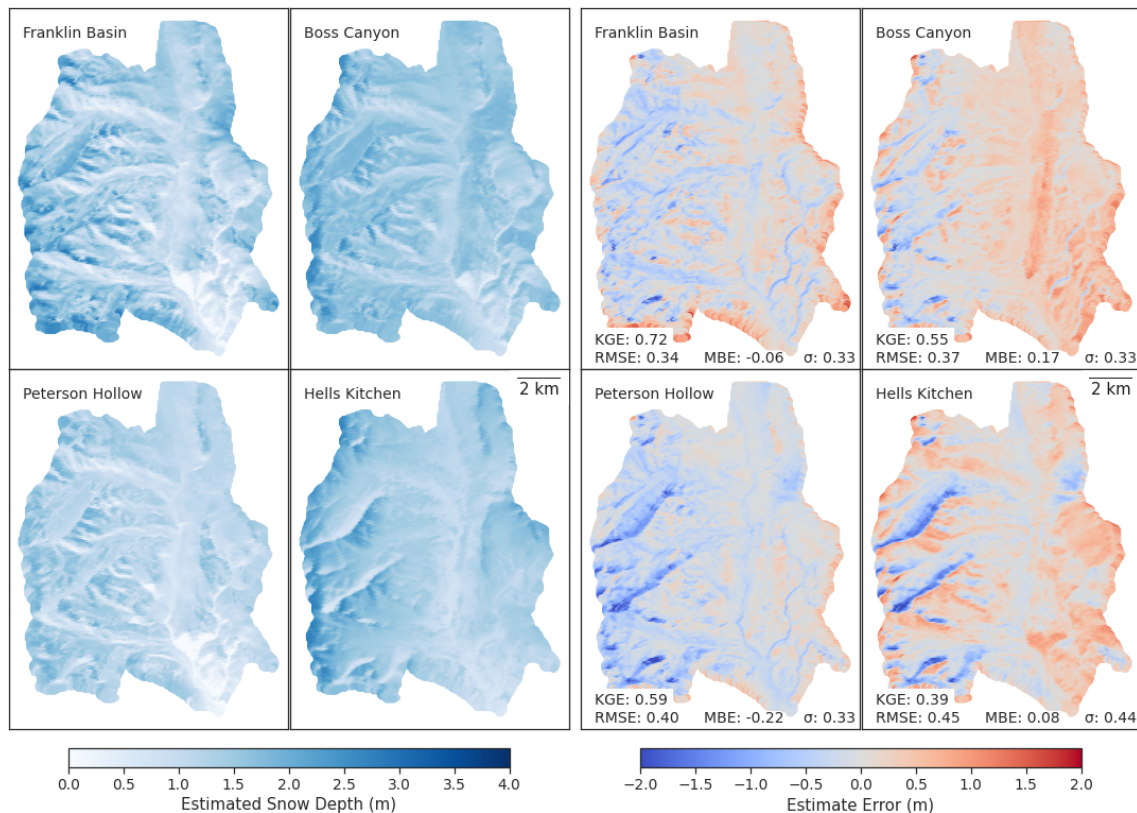 Franklin Basin
Boss Canyon
Franklin Basin
Boss Canyon
KGE: 0.72
RMSE: 0.34 MBE: -0.06 σ: 0.33
KGE: 0.55
RMSE: 0.37 MBE: 0.17 σ: 0.33
Peterson Hollow
Hells Kitchen
2 km
Peterson Hollow
Hells Kitchen
2 km
KGE: 0.59
RMSE: 0.40 MBE: -0.22 σ: 0.33
KGE: 0.39
RMSE: 0.45 MBE: 0.08 σ: 0.44
0.0 0.5 1.0 1.5 2.0 2.5 3.0 3.5 4.0
Estimated Snow Depth (m)
−2.0 −1.5 −1.0 −0.5 0.0 0.5 1.0 1.5 2.0
Estimate Error (m)